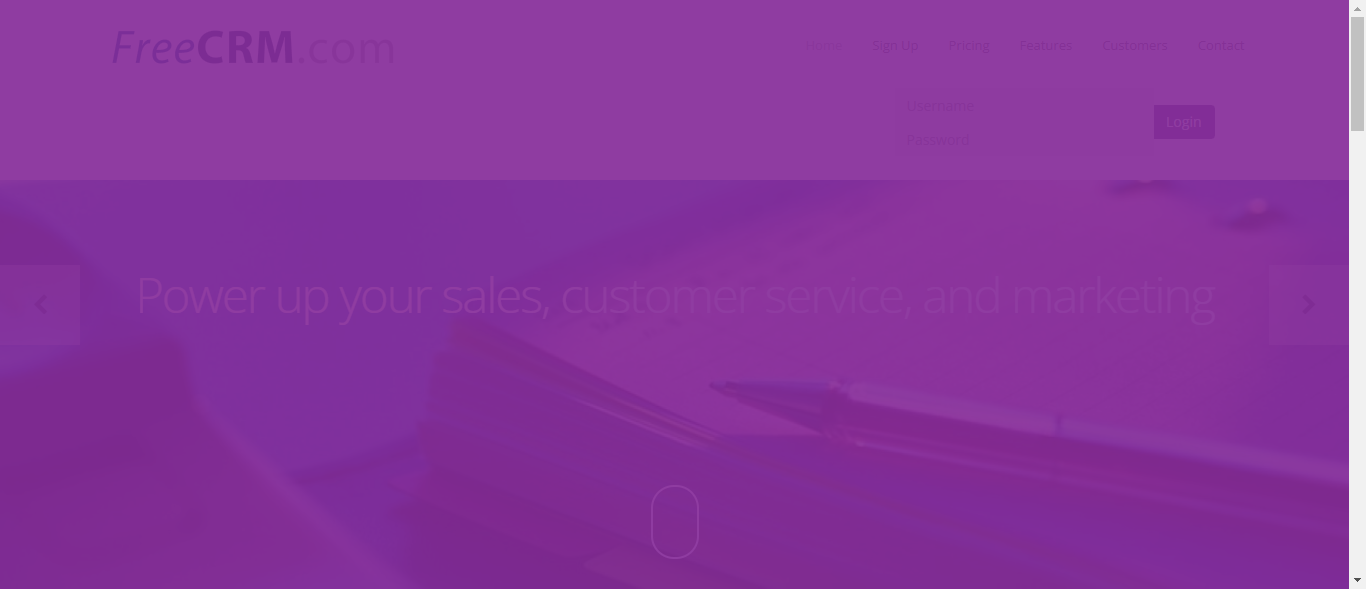 FreeCRM.com
Home Sign Up Pricing Features Customers Contact
Username
Password
Login
Power up your sales, customer service, and marketing